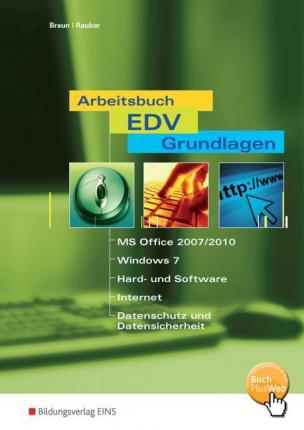 Braun | Rauber
Arbeitsbuch
EDV
Grundlagen
http://www
MS Office 2007/2010
Windows 7
Hard- und Software
Internet
Datenschutz und
Datensicherheit
Buch
PlusWeb
Bildungsverlag EINS